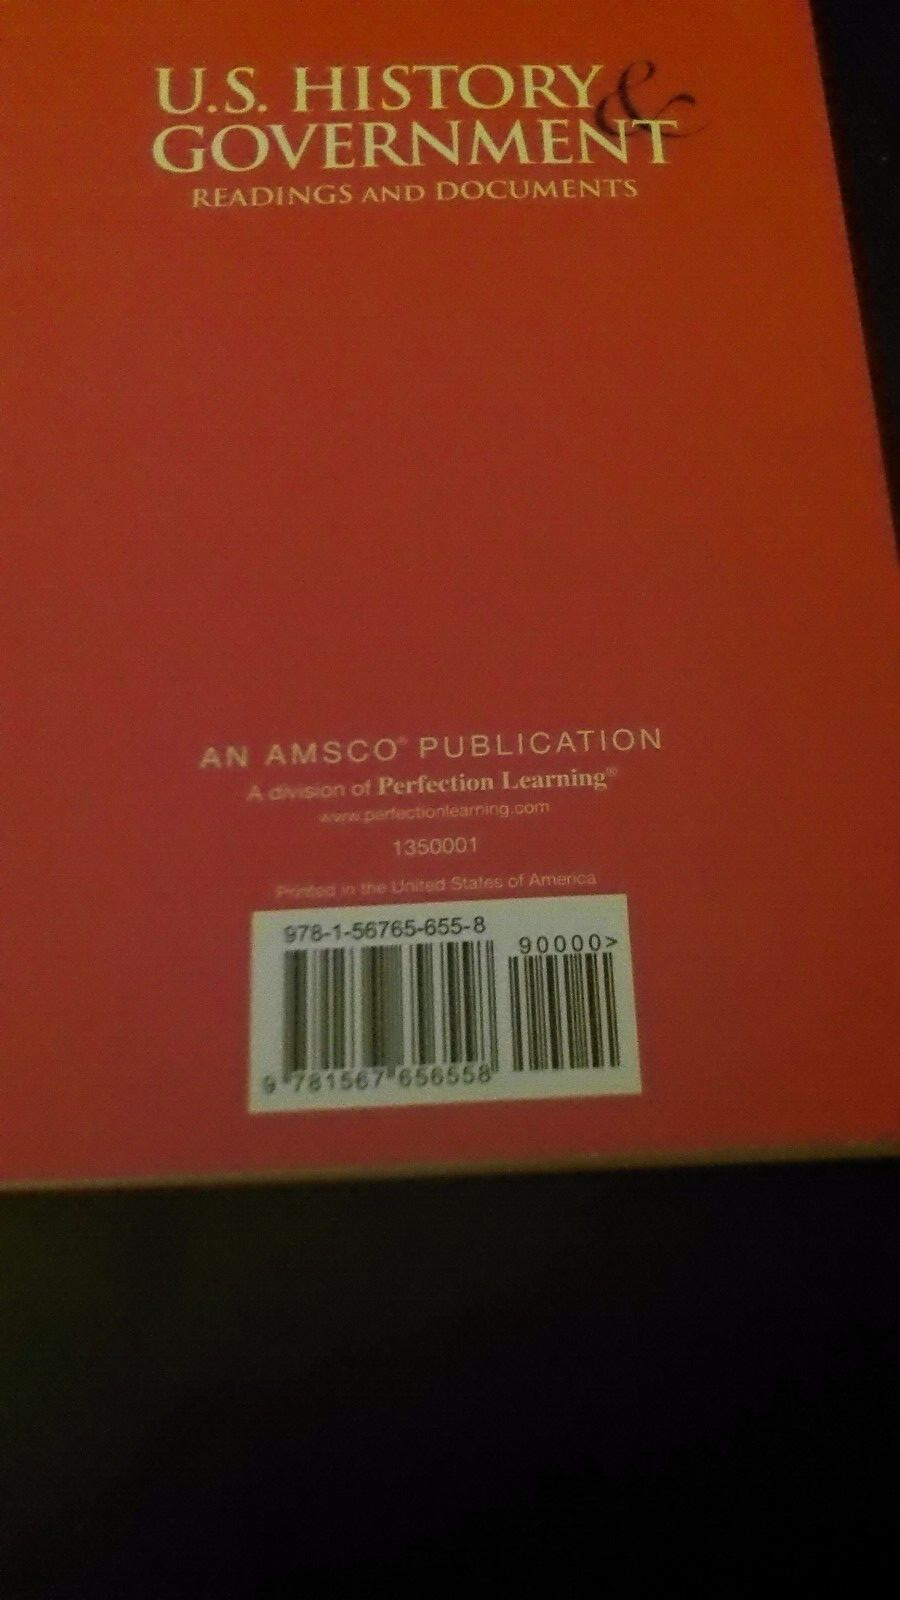 U.S. HISTORY &
GOVERNMENT
READINGS AND DOCUMENTS
AN AMSCO® PUBLICATION
A division of Perfection Learning®
www.perfectionlearning.com
1350001
Printed in the United States of America
978-1-56765-655-8
90000>
9 781567 656558